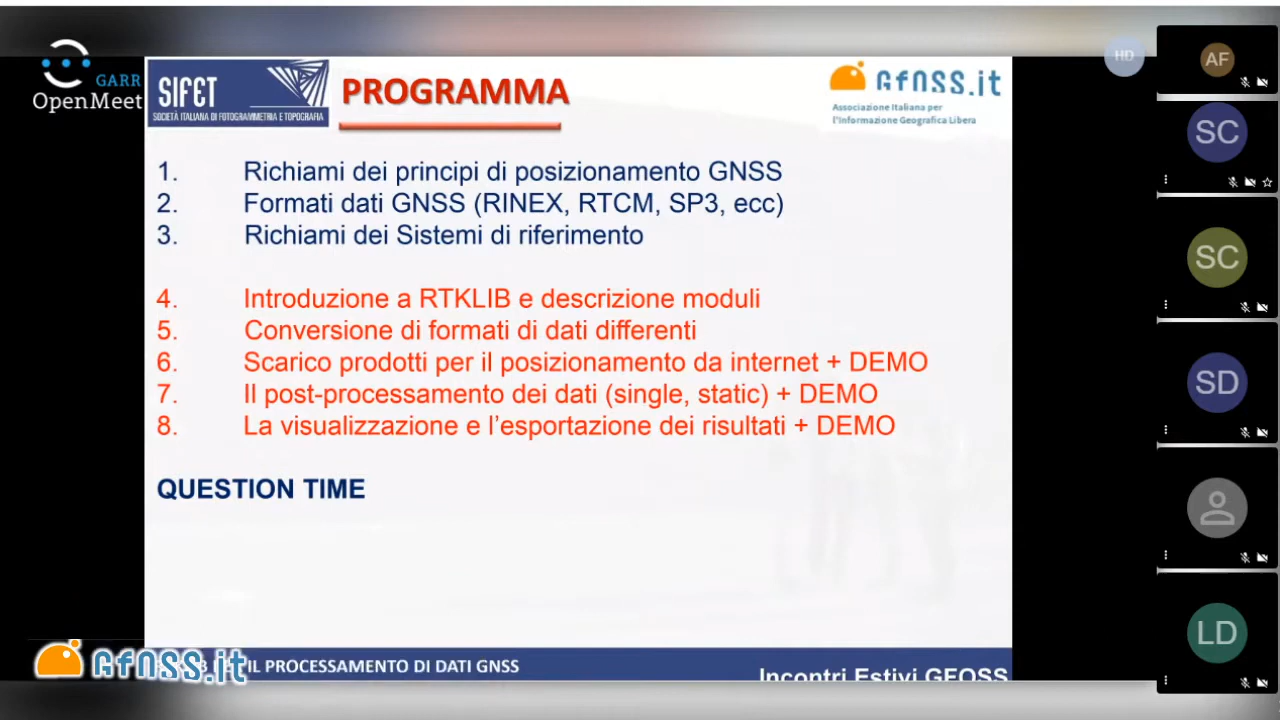 GARR
OpenMeet
SIFET
SOCIETÀ ITALIANA DI FOTOGRAMMETRIA E TOPOGRAFIA
PROGRAMMA
GFOSS.it
Associazione Italiana per
l'Informazione Geografica Libera
HD
AF
SC
SC
SD
LD
1. Richiami dei principi di posizionamento GNSS
2. Formati dati GNSS (RINEX, RTCM, SP3, ecc)
3. Richiami dei Sistemi di riferimento
4. Introduzione a RTKLIB e descrizione moduli
5. Conversione di formati di dati differenti
6. Scarico prodotti per il posizionamento da internet + DEMO
7. Il post-processamento dei dati (single, static) + DEMO
8. La visualizzazione e l’esportazione dei risultati + DEMO
QUESTION TIME
GFOSS.it
IL PROCESSAMENTO DI DATI GNSS
Incontri Estivi GFOSS